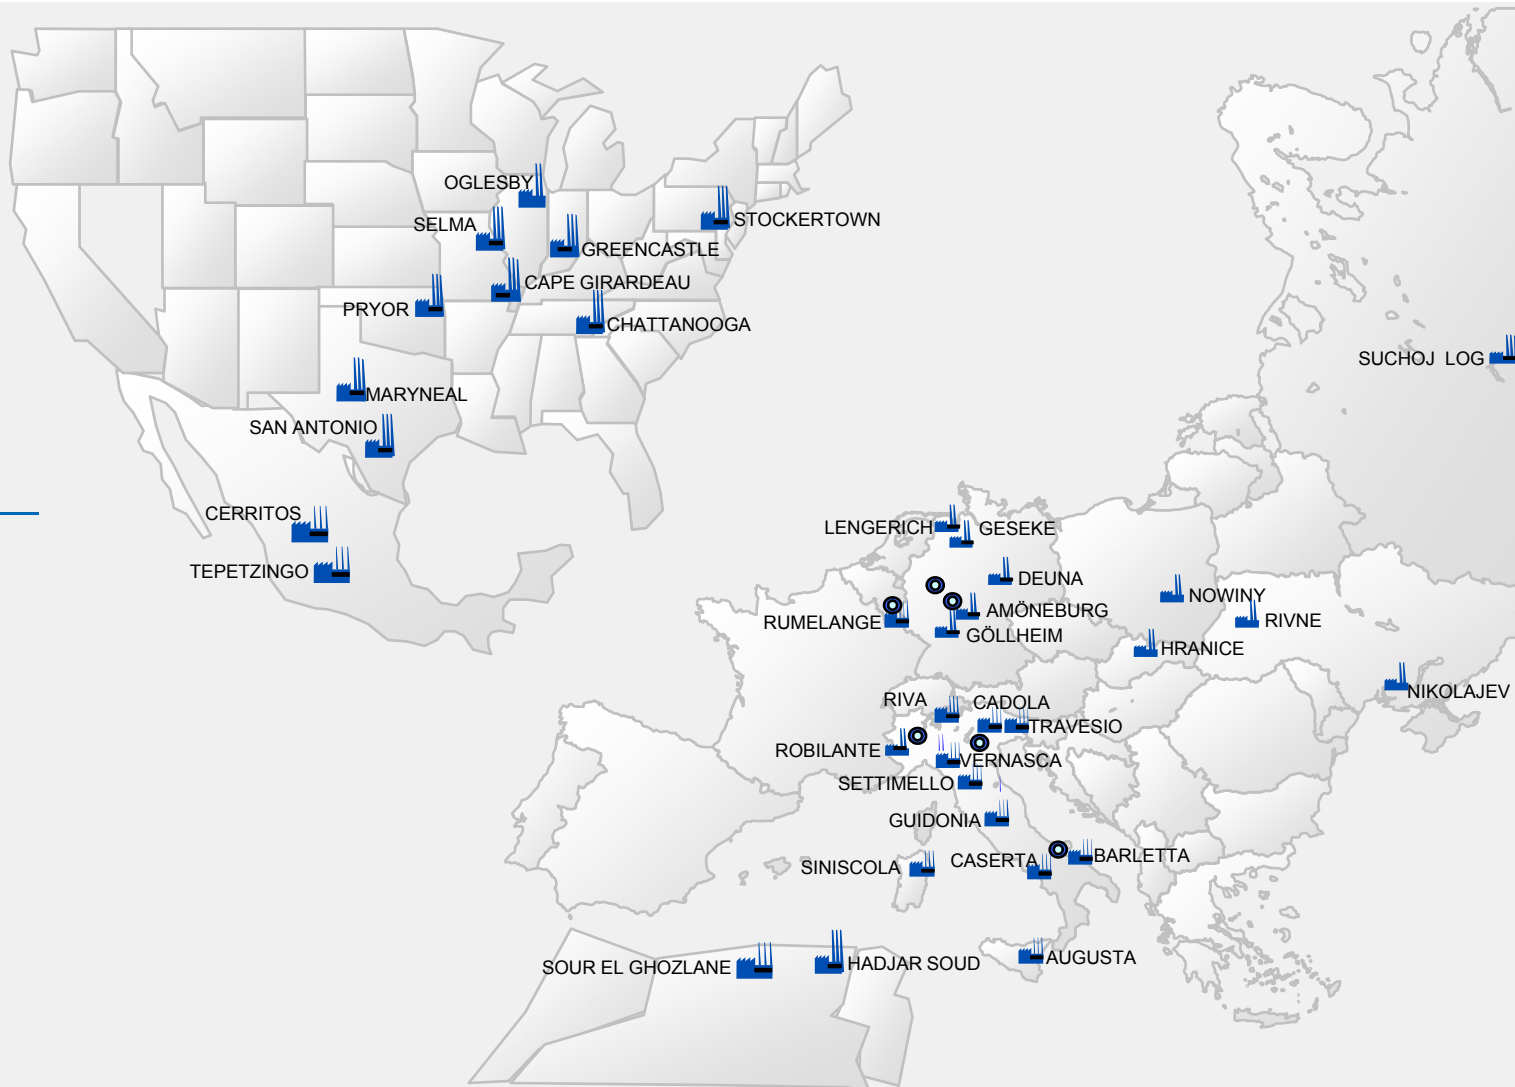 OGLESBY
STOCKERTOWN
SELMA
GREENCASTLE
CAPE GIRARDEAU
PRYOR
CHATTANOOGA
SUCHOJ LOG
MARYNEAL
SAN ANTONIO
CERRITOS
LENGERICH
GESEKE
TEPETZINGO
DEUNA
NOWINY
AMÖNEBURG
RUMELANGE
RIVNE
GÖLLHEIM
HRANICE
NIKOLAJEV
RIVA
CADOLA
TRAVESIO
ROBILANTE
VERNASCA
SETTIMELLO
GUIDONIA
BARLETTA
CASERTA
SINISCOLA
AUGUSTA
HADJAR SOUD
SOUR EL GHOZLANE